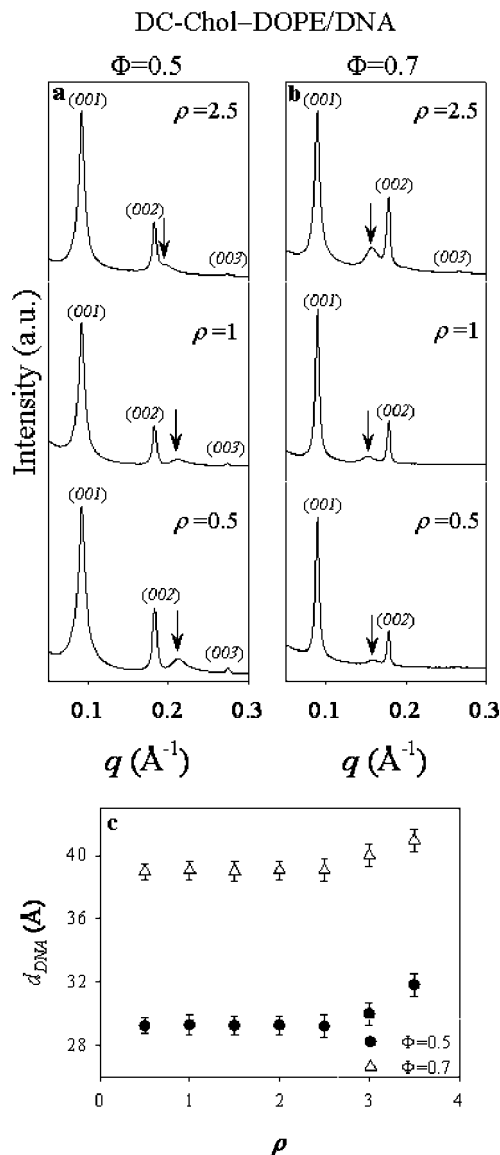 DC-Chol–DOPE/DNA
Φ=0.5
Φ=0.7
a
(001)
ρ=2.5
(002)
(003)
(001)
ρ=1
(002)
(003)
(001)
ρ=0.5
(002)
(003)
b
(001)
ρ=2.5
(002)
(003)
(001)
ρ=1
(002)
(001)
ρ=0.5
(002)
Intensity (a.u.)
0.1 0.2 0.3
0.1 0.2 0.3
q (Å⁻¹)
q (Å⁻¹)
c
40
36
32
28
d_DNA (Å)
Φ=0.5
Φ=0.7
0 1 2 3 4
ρ